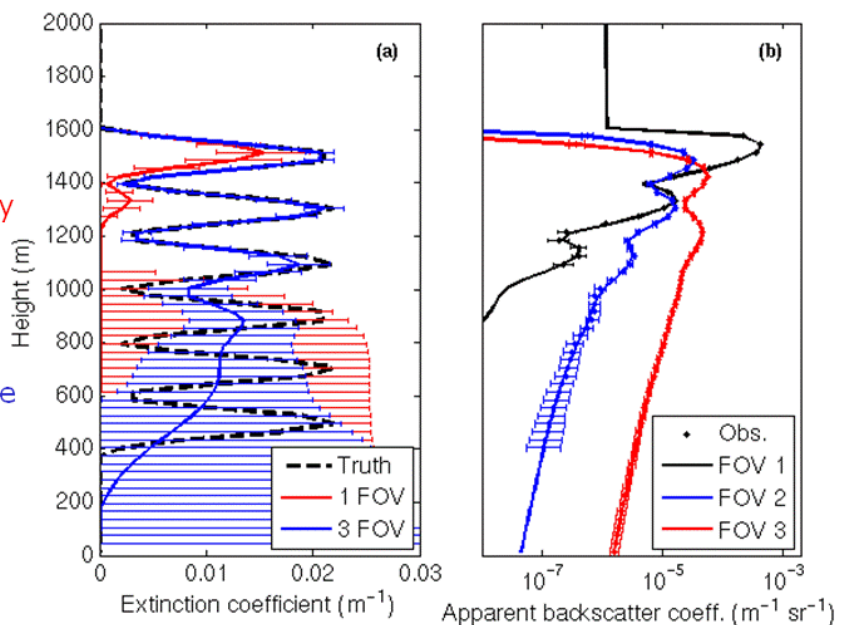 2000
1800
1600
1400
1200
1000
800
600
400
200
0
Height (m)
y
(a)
Truth
1 FOV
3 FOV
0
0.01
0.02
0.03
Extinction coefficient (m⁻¹)
(b)
Obs.
FOV 1
FOV 2
FOV 3
10⁻⁷
10⁻⁵
10⁻³
Apparent backscatter coeff. (m⁻¹ sr⁻¹)